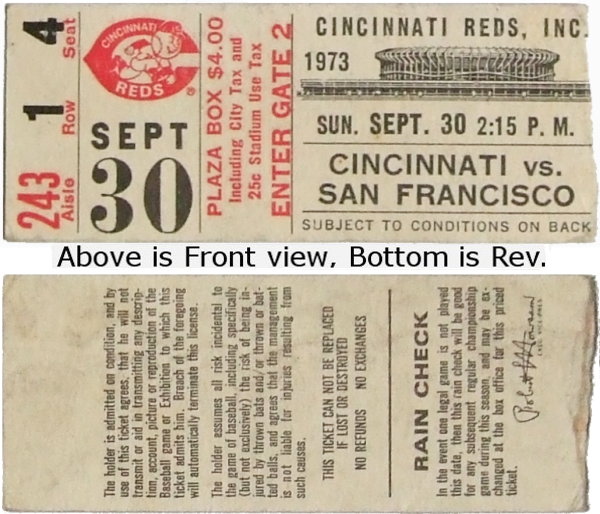 243 Aisle
1 Row
4 Seat
CINCINNATI
REDS
SEPT
30
PLAZA BOX $4.00
Including City Tax and
25c Stadium Use Tax
ENTER GATE 2
CINCINNATI REDS, INC.
1973
SUN. SEPT. 30 2:15 P. M.
CINCINNATI vs.
SAN FRANCISCO
SUBJECT TO CONDITIONS ON BACK
Above is Front view, Bottom is Rev.
The holder is admitted on condition, and by
use of this ticket agrees, that he will not
transmit or aid in transmitting any descrip-
tion, account, picture or reproduction of the
Baseball game or Exhibition to which this
ticket admits him. Breach of the foregoing
will automatically terminate this license.
The holder assumes all risk incidental to
the game of baseball, including specifically
(but not exclusively) the risk of being in-
jured by thrown bats and/or thrown or bat-
ted balls, and agrees that the management
is not liable for injuries resulting from
such causes.
THIS TICKET CAN NOT BE REPLACED
IF LOST OR DESTROYED
NO REFUNDS NO EXCHANGES
RAIN CHECK
In the event one legal game is not played
this date, then this rain check will be good
for any subsequent regular championship
game during this season, and may be ex-
changed at the box office for this priced
ticket.